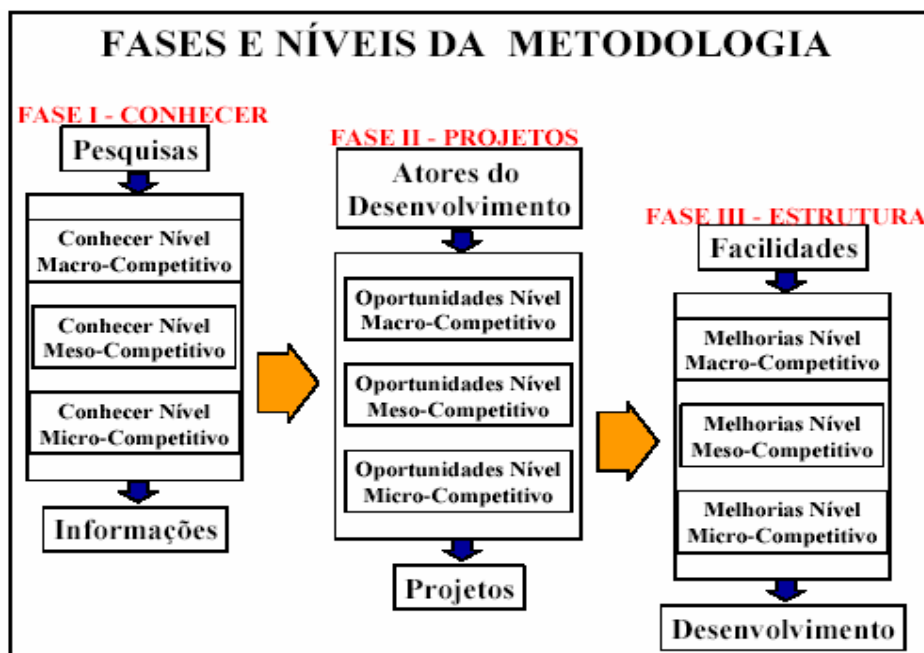 FASES E NÍVEIS DA METODOLOGIA
FASE I - CONHECER
Pesquisas
Conhecer Nível
Macro-Competitivo
Conhecer Nível
Meso-Competitivo
Conhecer Nível
Micro-Competitivo
Informações
FASE II - PROJETOS
Atores do
Desenvolvimento
Oportunidades Nível
Macro-Competitivo
Oportunidades Nível
Meso-Competitivo
Oportunidades Nível
Micro-Competitivo
Projetos
FASE III - ESTRUTURA
Facilidades
Melhorias Nível
Macro-Competitivo
Melhorias Nível
Meso-Competitivo
Melhorias Nível
Micro-Competitivo
Desenvolvimento